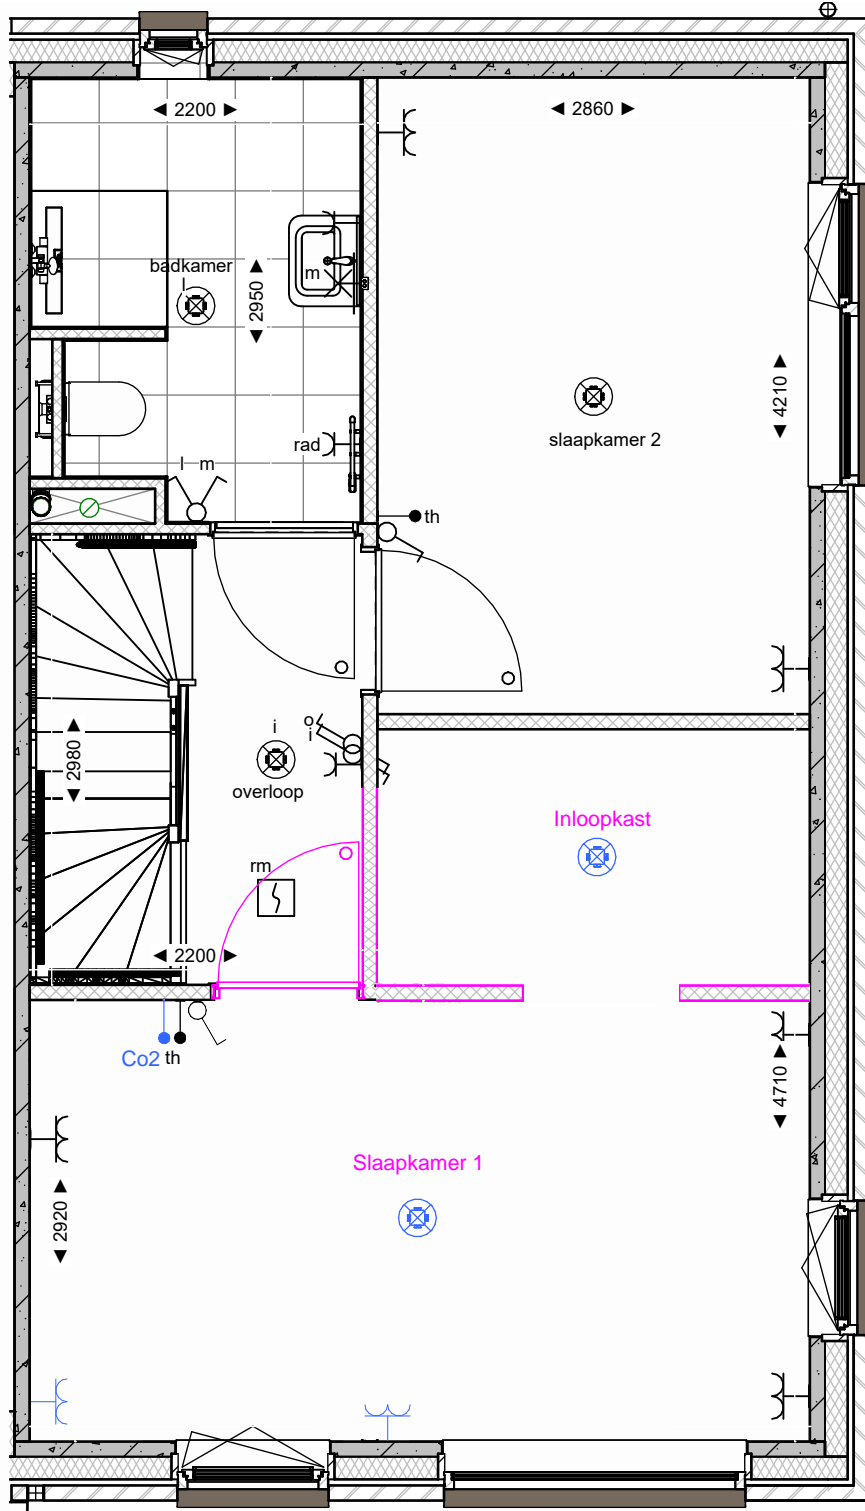 2200
2860
badkamer
l
m
2950
4210
slaapkamer 2
rad
l m
th
i
o
i
2980
overloop
Inloopkast
rm
2200
Co2 th
4710
Slaapkamer 1
2920